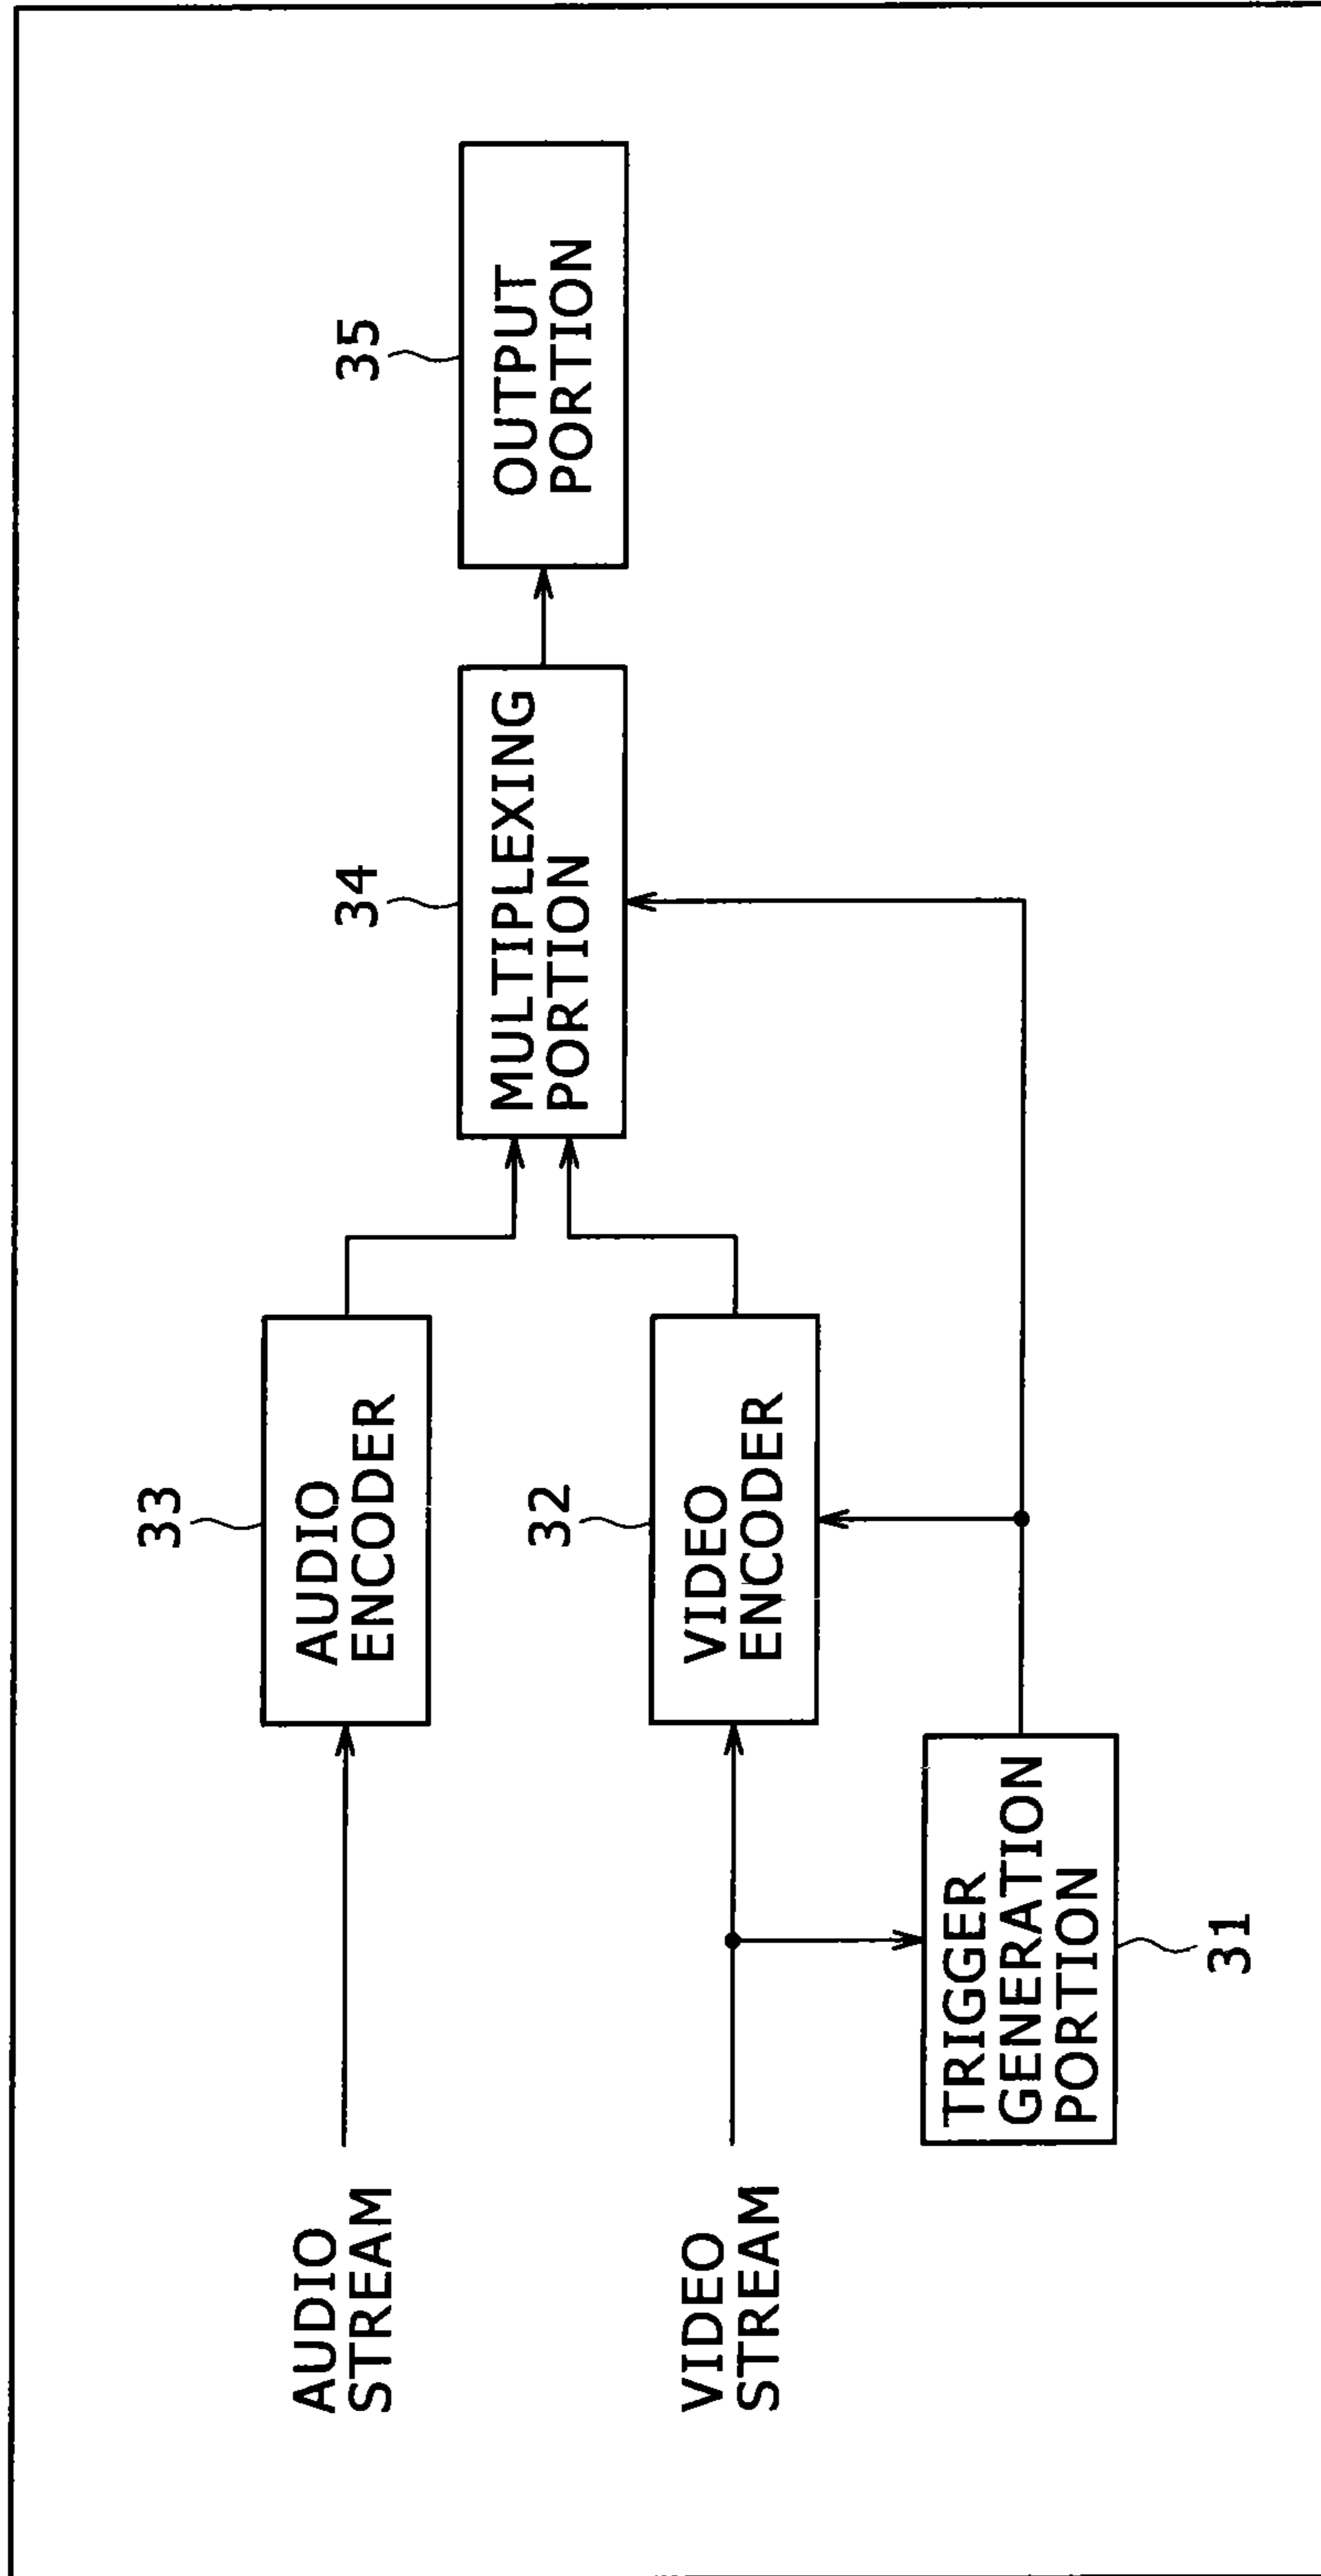 AUDIO
STREAM
33
AUDIO
ENCODER
34
MULTIPLEXING
PORTION
35
OUTPUT
PORTION
VIDEO
STREAM
32
VIDEO
ENCODER
TRIGGER
GENERATION
PORTION
31